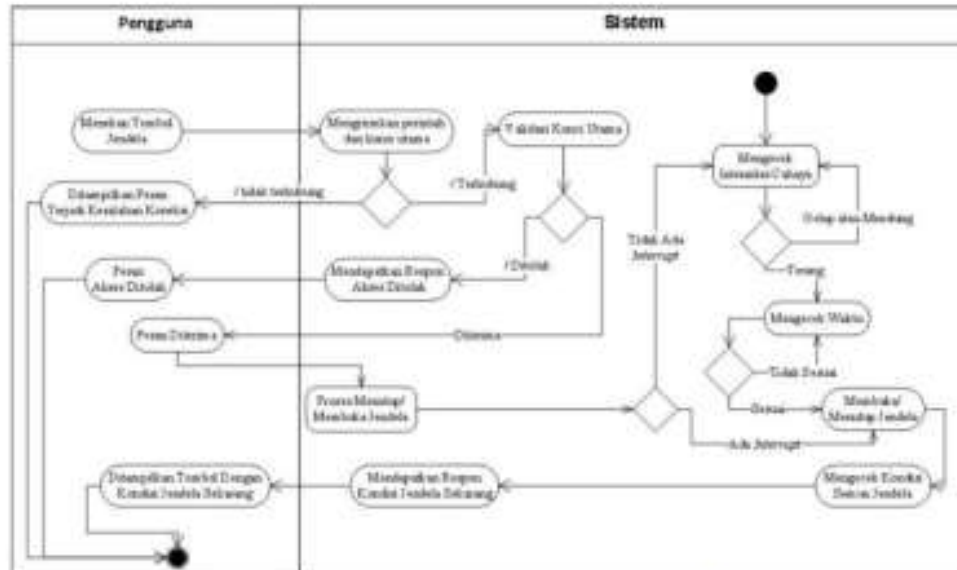 Pengguna
Sistem
Menekan Tombol
Jendela
Mengirimkan perintah
dan kunci utama
Validasi Kunci Utama
Mengecek
Intensitas Cahaya
/ tidak terhubung
/ Terhubung
Ditampilkan Pesan
Terjadi Kesalahan Koneksi
Gelap atau Mendung
Tidak Ada
Interrupt
/ Ditolak
Terang
Pesan
Akses Ditolak
Mendapatkan Respon
Akses Ditolak
Mengecek Waktu
Pesan Diterima
Diterima
Tidak Sesuai
Proses Menutup/
Membuka Jendela
Sesuai
Membuka/
Menutup Jendela
Ada Interrupt
Ditampilkan Tombol Dengan
Kondisi Jendela Sekarang
Mendapatkan Respon
Kondisi Jendela Sekarang
Mengecek Kondisi
Jendela